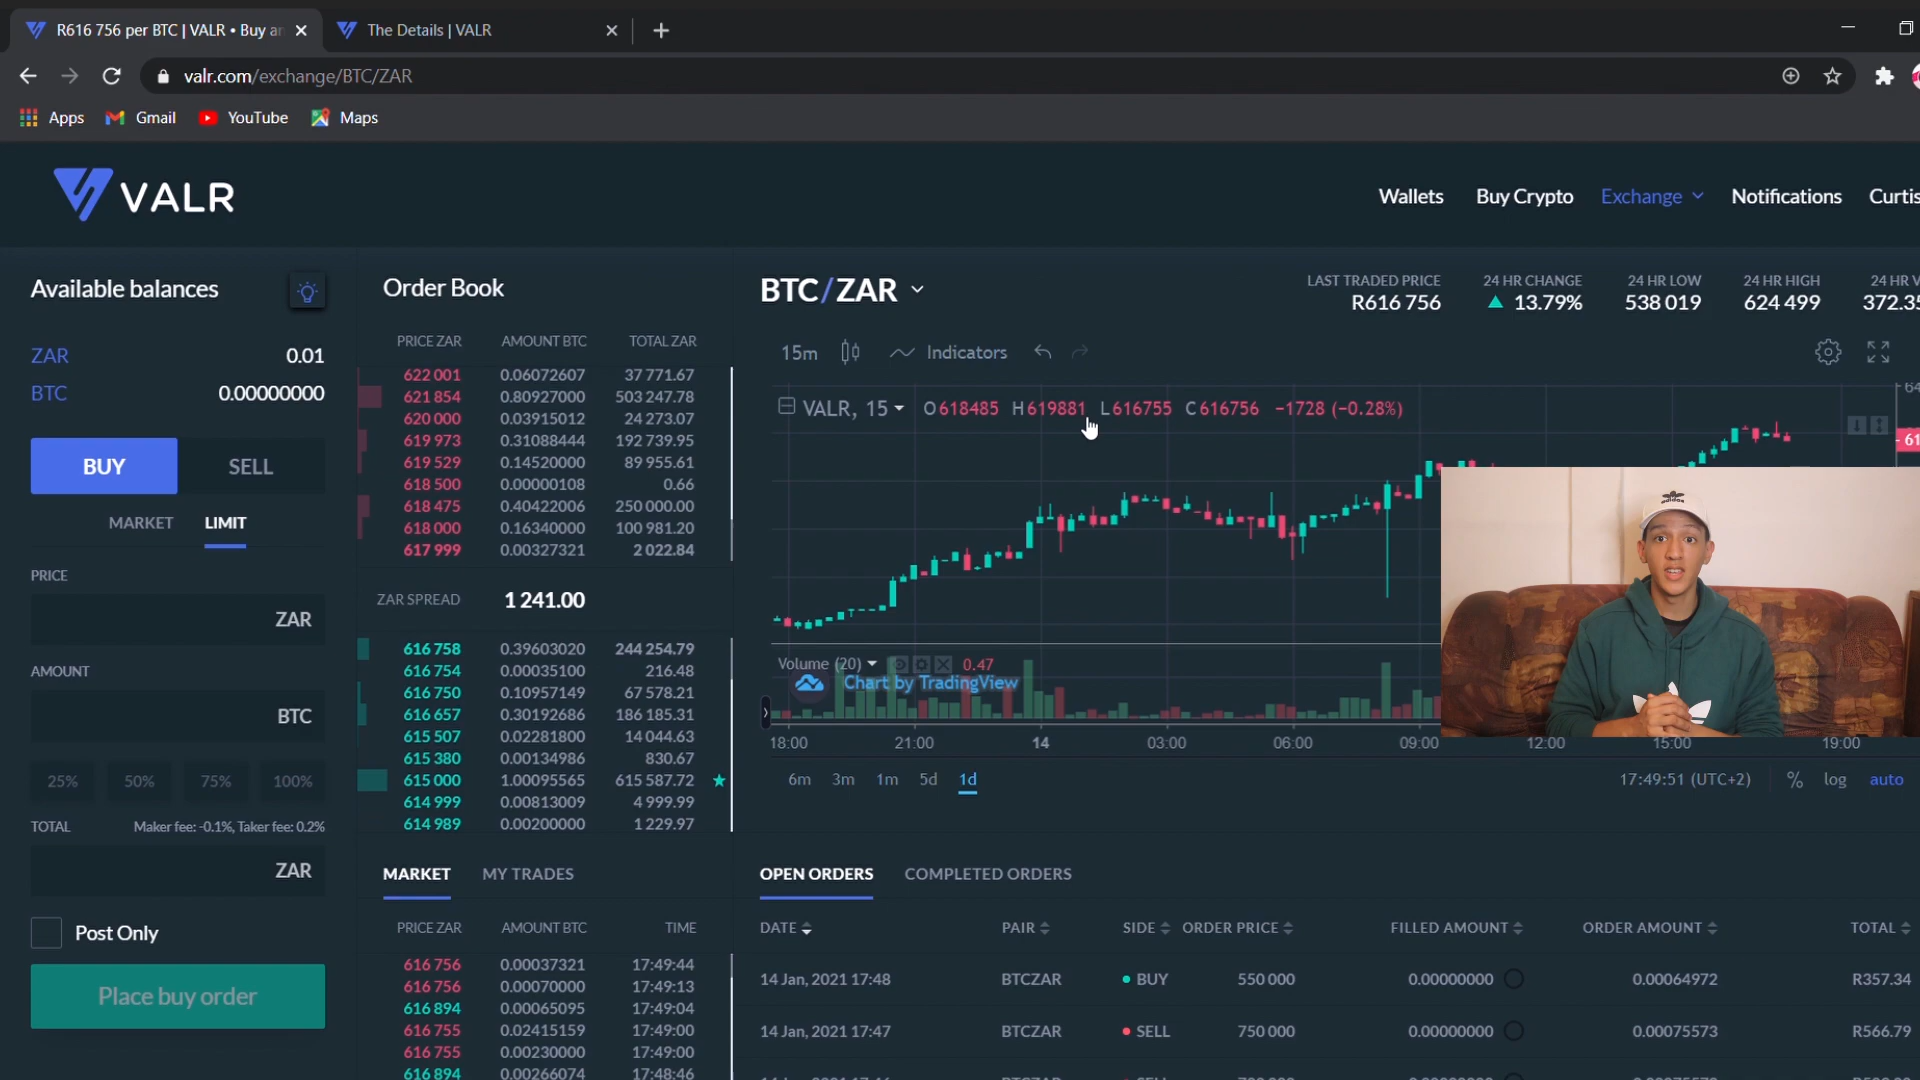 R616 756 per BTC | VALR • Buy an
The Details | VALR
valr.com/exchange/BTC/ZAR
Apps Gmail YouTube Maps
VALR
Wallets Buy Crypto Exchange Notifications Curtis
Available balances
ZAR 0.01
BTC 0.00000000
BUY SELL
MARKET LIMIT
PRICE
ZAR
AMOUNT
BTC
25% 50% 75% 100%
TOTAL Maker fee: -0.1%, Taker fee: 0.2%
ZAR
Post Only
Place buy order
Order Book
PRICE ZAR AMOUNT BTC TOTAL ZAR
622 001 0.06072607 37 771.67
621 854 0.80927000 503 247.78
620 000 0.03915012 24 273.07
619 973 0.31088444 192 739.95
619 529 0.14520000 89 955.61
618 500 0.00000108 0.66
618 475 0.40422006 250 000.00
618 000 0.16340000 100 981.20
617 999 0.00327321 2 022.84
ZAR SPREAD 1 241.00
616 758 0.39603020 244 254.79
616 754 0.00035100 216.48
616 750 0.10957149 67 578.21
616 657 0.30192686 186 185.31
615 507 0.02281800 14 044.63
615 380 0.00134986 830.67
615 000 1.00095565 615 587.72
614 999 0.00813009 4 999.99
614 989 0.00200000 1 229.97
MARKET MY TRADES
PRICE ZAR AMOUNT BTC TIME
616 756 0.00037321 17:49:44
616 756 0.00070000 17:49:13
616 894 0.00065095 17:49:04
616 755 0.02415159 17:49:00
616 755 0.00230000 17:49:00
616 894 0.00266074 17:48:46
BTC/ZAR
LAST TRADED PRICE 24 HR CHANGE 24 HR LOW 24 HR HIGH 24 HR V
R616 756 13.79% 538 019 624 499 372.35
15m Indicators
VALR, 15 O618485 H619881 L616755 C616756 −1728 (−0.28%)
64
61
Volume (20) 0.47
Chart by TradingView
18:00 21:00 14 03:00 06:00 09:00 12:00 15:00 19:00
6m 3m 1m 5d 1d 17:49:51 (UTC+2) % log auto
OPEN ORDERS COMPLETED ORDERS
DATE PAIR SIDE ORDER PRICE FILLED AMOUNT ORDER AMOUNT TOTAL
14 Jan, 2021 17:48 BTCZAR BUY 550 000 0.00000000 0.00064972 R357.34
14 Jan, 2021 17:47 BTCZAR SELL 750 000 0.00000000 0.00075573 R566.79